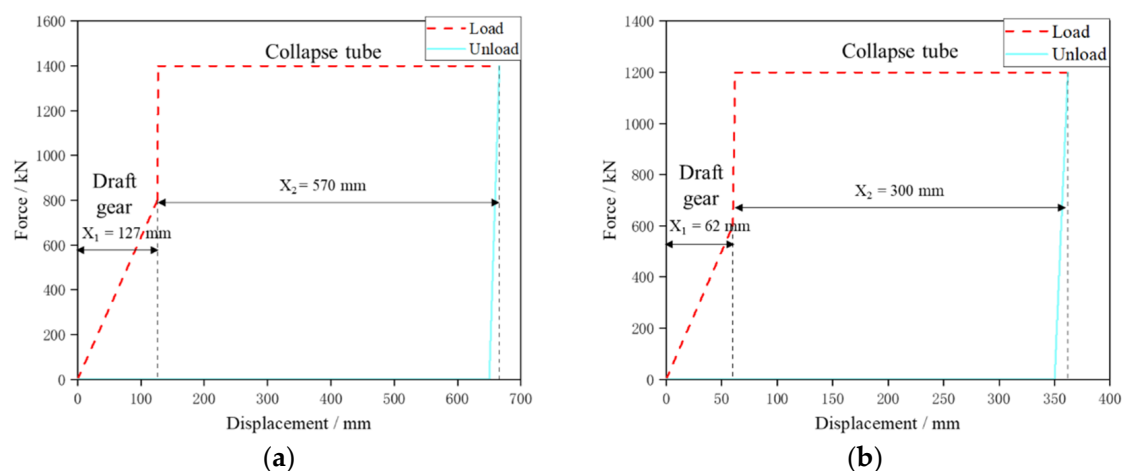 1600
1400
1200
1000
800
600
400
200
0
Force / kN
Load
Unload
Collapse tube
Draft
gear
X₂ = 570 mm
X₁ = 127 mm
0 100 200 300 400 500 600 700
Displacement / mm
(a)
1400
1200
1000
800
600
400
200
0
Force / kN
Load
Unload
Collapse tube
Draft
gear
X₂ = 300 mm
X₁ = 62 mm
0 50 100 150 200 250 300 350 400
Displacement / mm
(b)